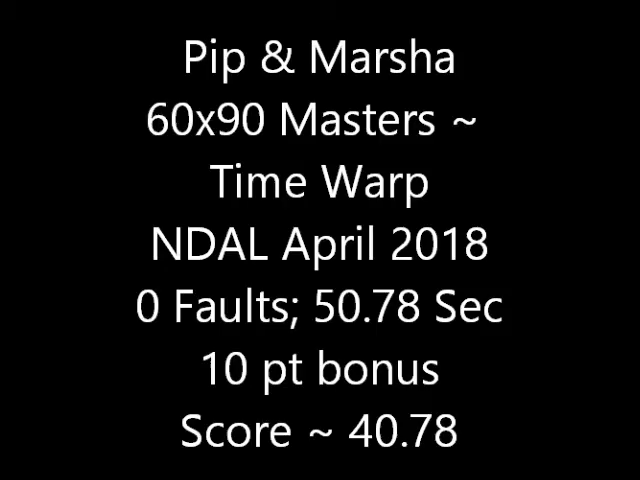 Pip & Marsha
60x90 Masters ~
Time Warp
NDAL April 2018
0 Faults; 50.78 Sec
10 pt bonus
Score ~ 40.78